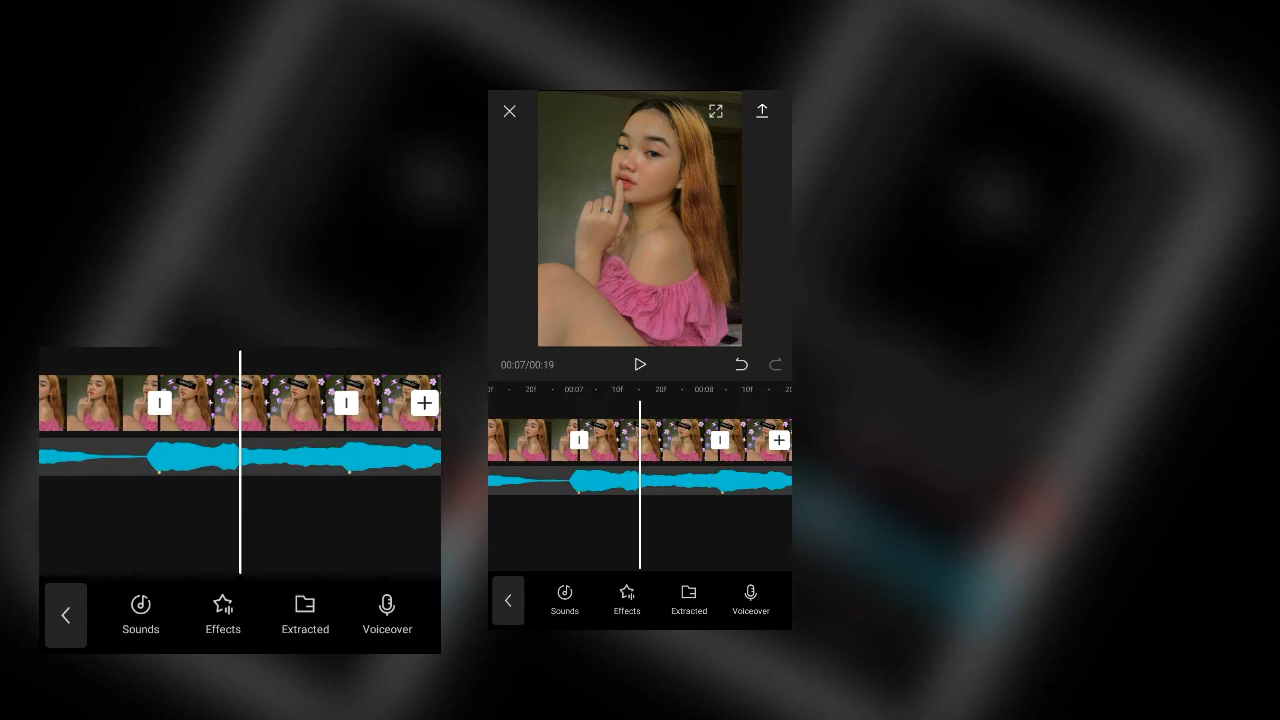 00:07/00:19
20f
00:07
10f
00:08
10f
Sounds
Effects
Extracted
Voiceover
Sounds
Effects
Extracted
Voiceover